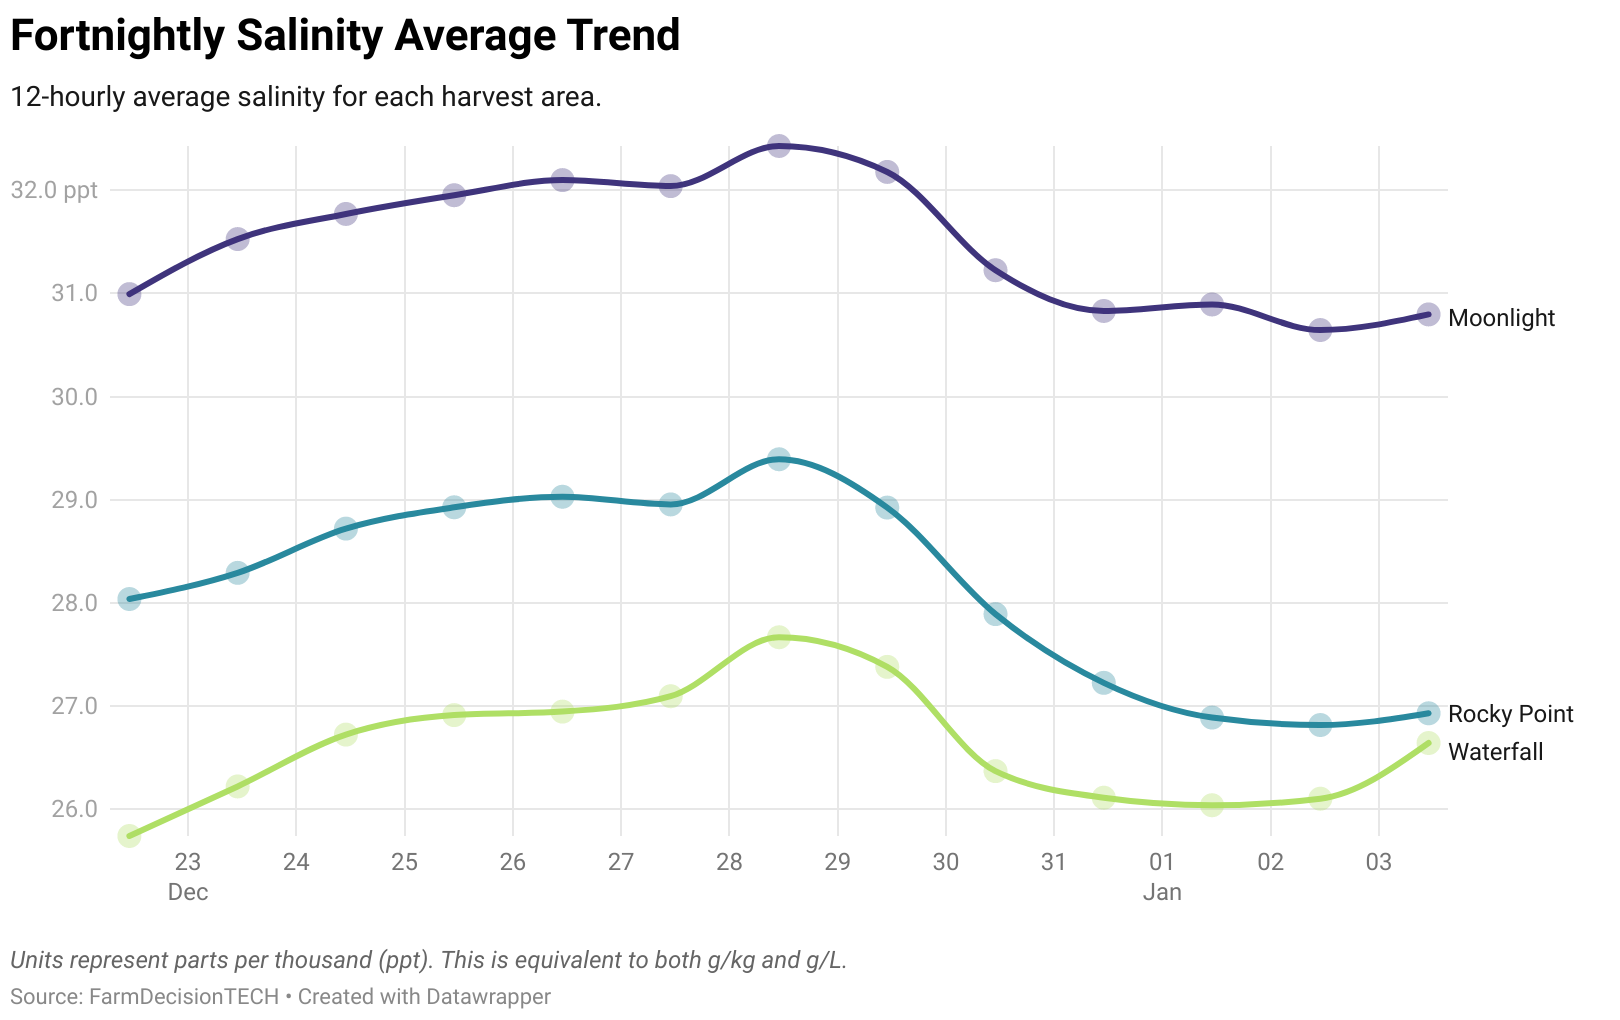 Fortnightly Salinity Average Trend
12-hourly average salinity for each harvest area.
32.0 ppt
31.0
30.0
29.0
28.0
27.0
26.0
Moonlight
Rocky Point
Waterfall
23 24 25 26 27 28 29 30 31 01 02 03
Dec Jan
Units represent parts per thousand (ppt). This is equivalent to both g/kg and g/L.
Source: FarmDecisionTECH • Created with Datawrapper